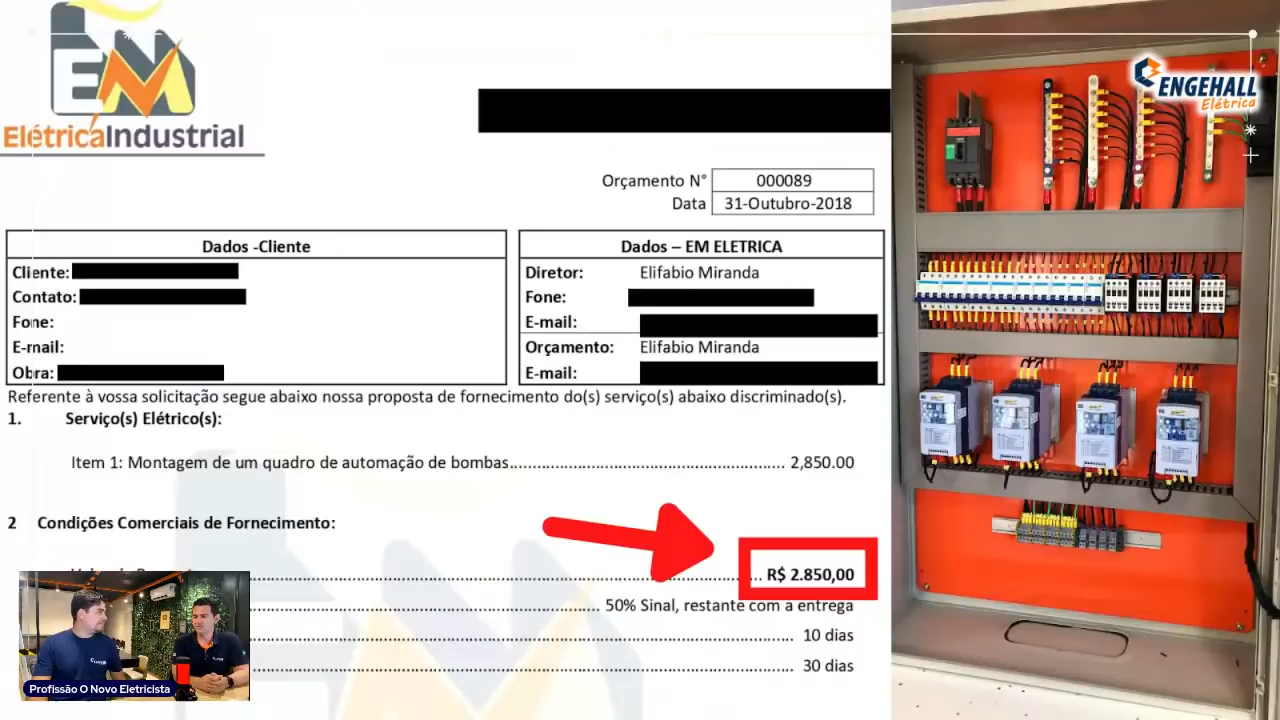 EM
ElétricaIndustrial
ENGEHALL
Elétrica
Orçamento N° 000089
Data 31-Outubro-2018
Dados -Cliente
Cliente:
Contato:
Fone:
E-mail:
Obra:
Dados – EM ELETRICA
Diretor: Elifabio Miranda
Fone:
E-mail:
Orçamento: Elifabio Miranda
E-mail:
Referente à vossa solicitação segue abaixo nossa proposta de fornecimento do(s) serviço(s) abaixo discriminado(s).
1. Serviço(s) Elétrico(s):
Item 1: Montagem de um quadro de automação de bombas........................................................ 2,850.00
2 Condições Comerciais de Fornecimento:
R$ 2.850,00
50% Sinal, restante com a entrega
10 dias
30 dias
Profissão O Novo Eletricista